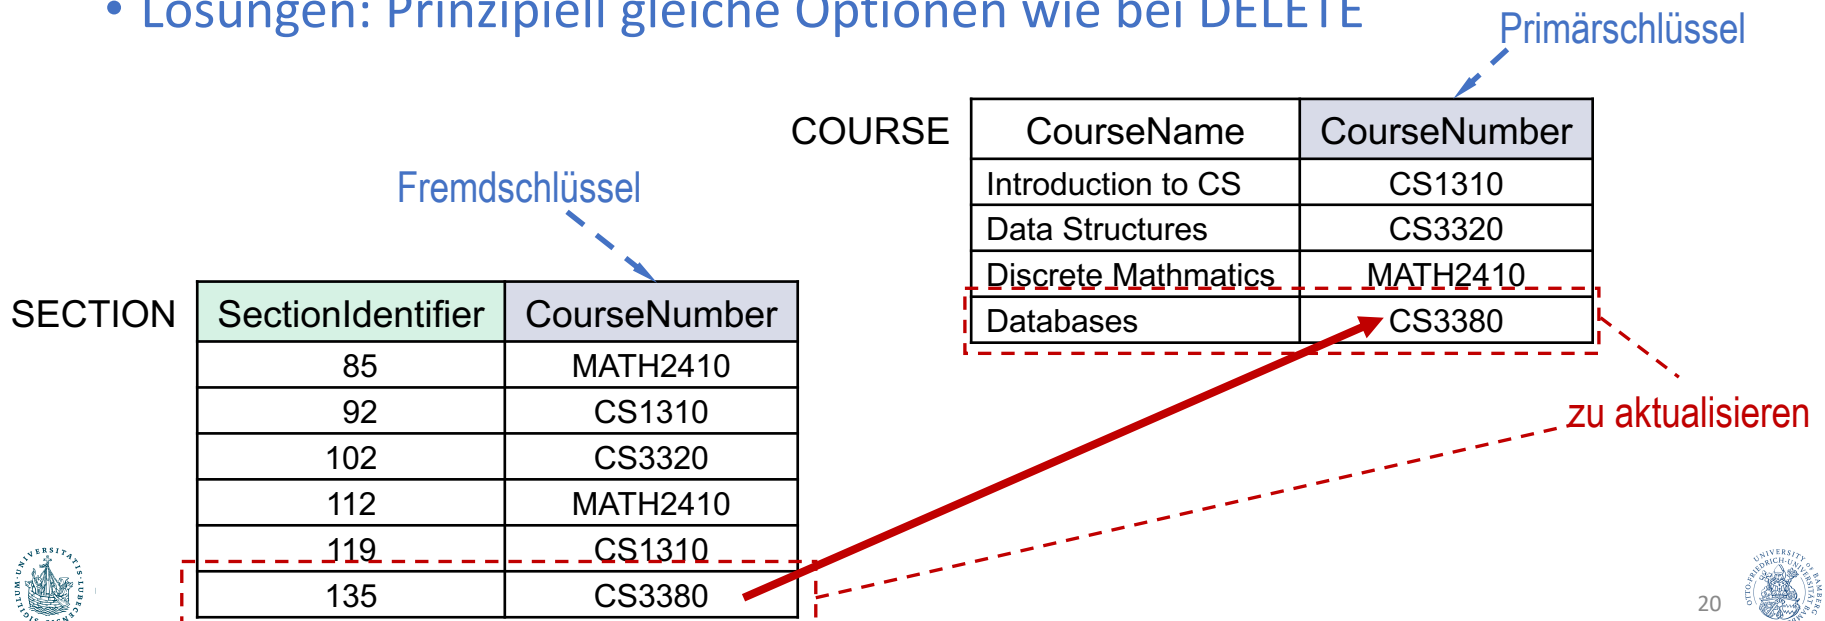 • Lösungen: Prinzipiell gleiche Optionen wie bei DELETE
Primärschlüssel
COURSE CourseName CourseNumber
Introduction to CS CS1310
Data Structures CS3320
Discrete Mathmatics MATH2410
Databases CS3380
Fremdschlüssel
SECTION SectionIdentifier CourseNumber
85 MATH2410
92 CS1310
102 CS3320
112 MATH2410
119 CS1310
135 CS3380
zu aktualisieren
20